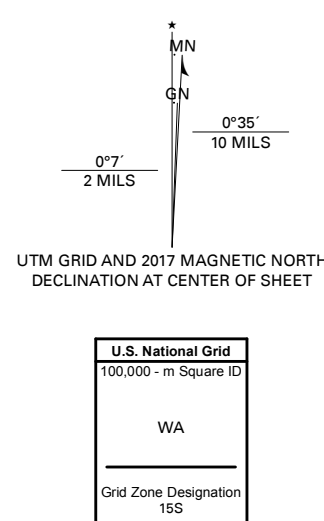 ★
MN
GN
0°35´
10 MILS
0°7´
2 MILS
UTM GRID AND 2017 MAGNETIC NORTH
DECLINATION AT CENTER OF SHEET
U.S. National Grid
100,000 - m Square ID
WA
Grid Zone Designation
15S